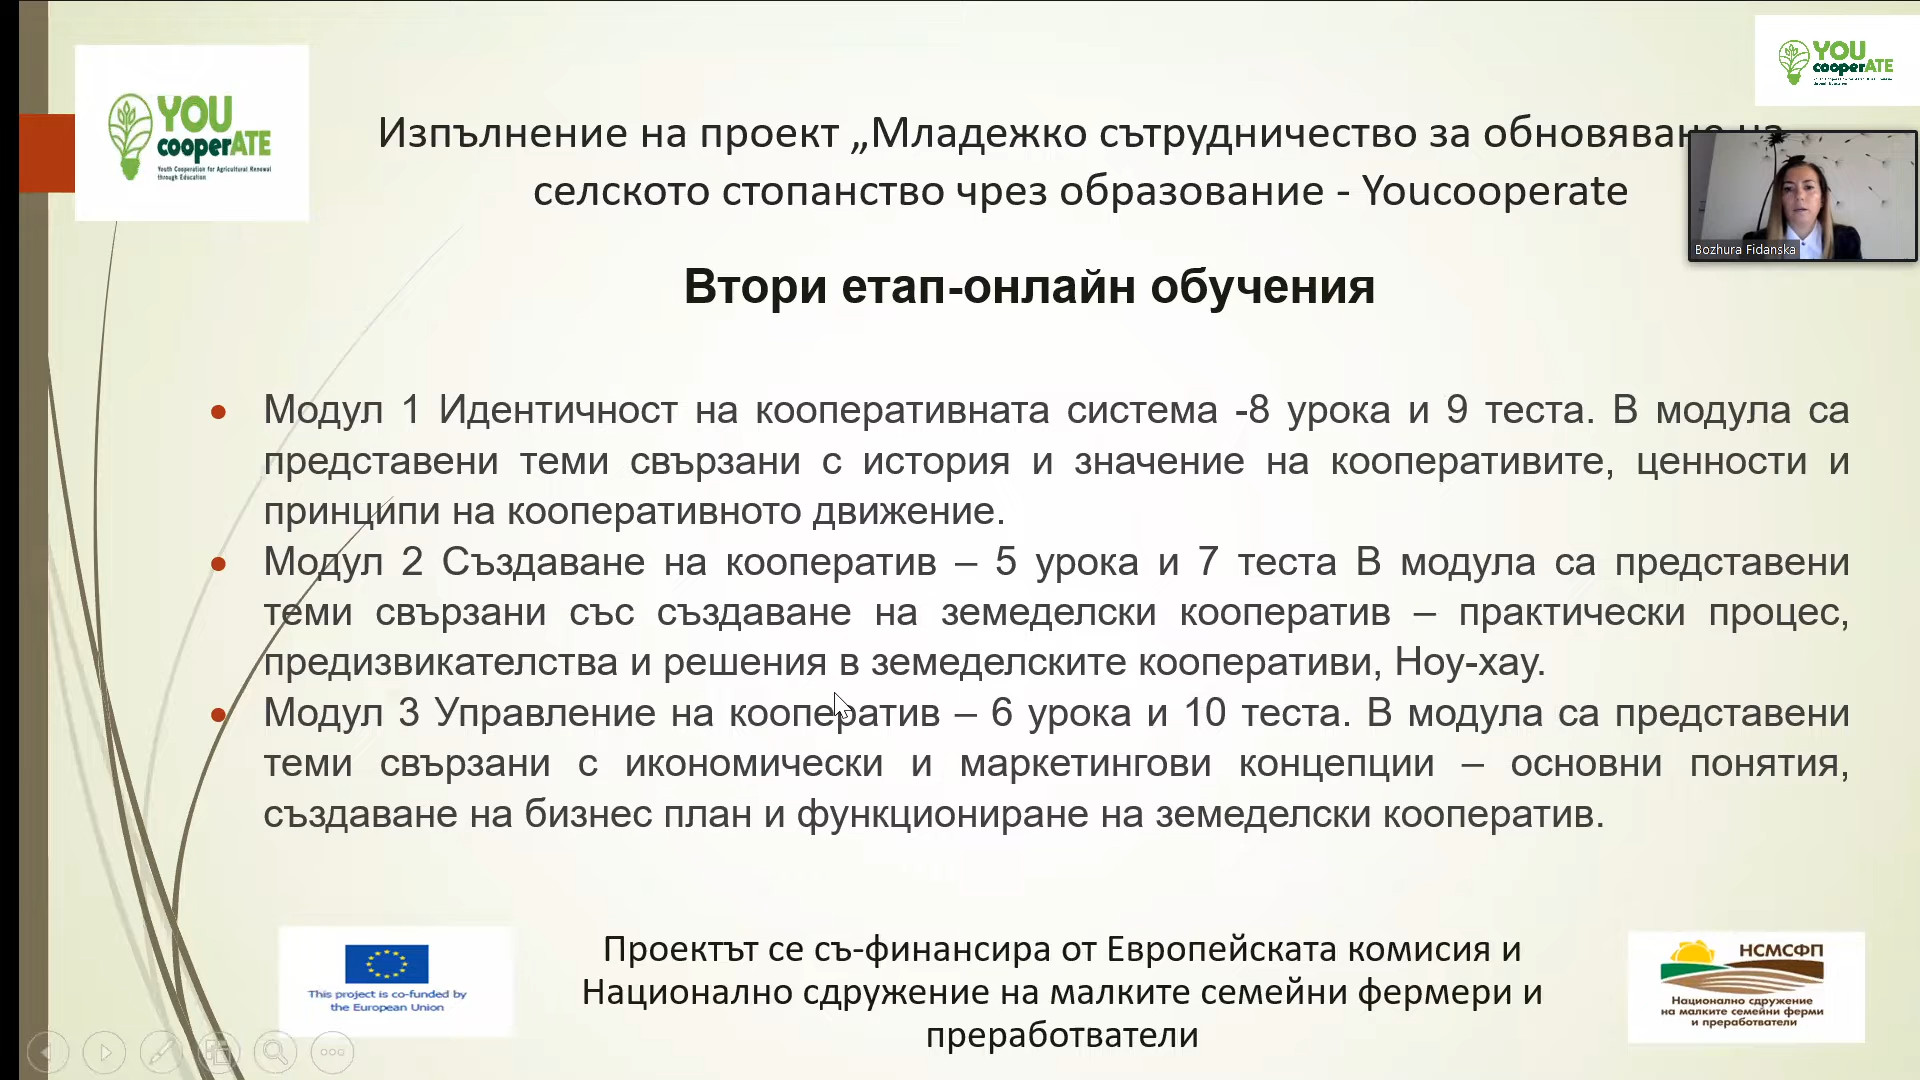 YOU
cooperATE
Youth Cooperation for Agricultural Renewal
through Education
YOU
cooperATE
Изпълнение на проект „Младежко сътрудничество за обновяване на
селското стопанство чрез образование - Youcooperate
Bozhura Fidanska
Втори етап-онлайн обучения
Модул 1 Идентичност на кооперативната система -8 урока и 9 теста. В модула са
представени теми свързани с история и значение на кооперативите, ценности и
принципи на кооперативното движение.
Модул 2 Създаване на кооператив – 5 урока и 7 теста В модула са представени
теми свързани със създаване на земеделски кооператив – практически процес,
предизвикателства и решения в земеделските кооперативи, Ноу-хау.
Модул 3 Управление на кооператив – 6 урока и 10 теста. В модула са представени
теми свързани с икономически и маркетингови концепции – основни понятия,
създаване на бизнес план и функциониране на земеделски кооператив.
This project is co-funded by
the European Union
Проектът се съ-финансира от Европейската комисия и
Национално сдружение на малките семейни фермери и
преработватели
НСМСФП
Национално сдружение
на малките семейни ферми
и преработватели